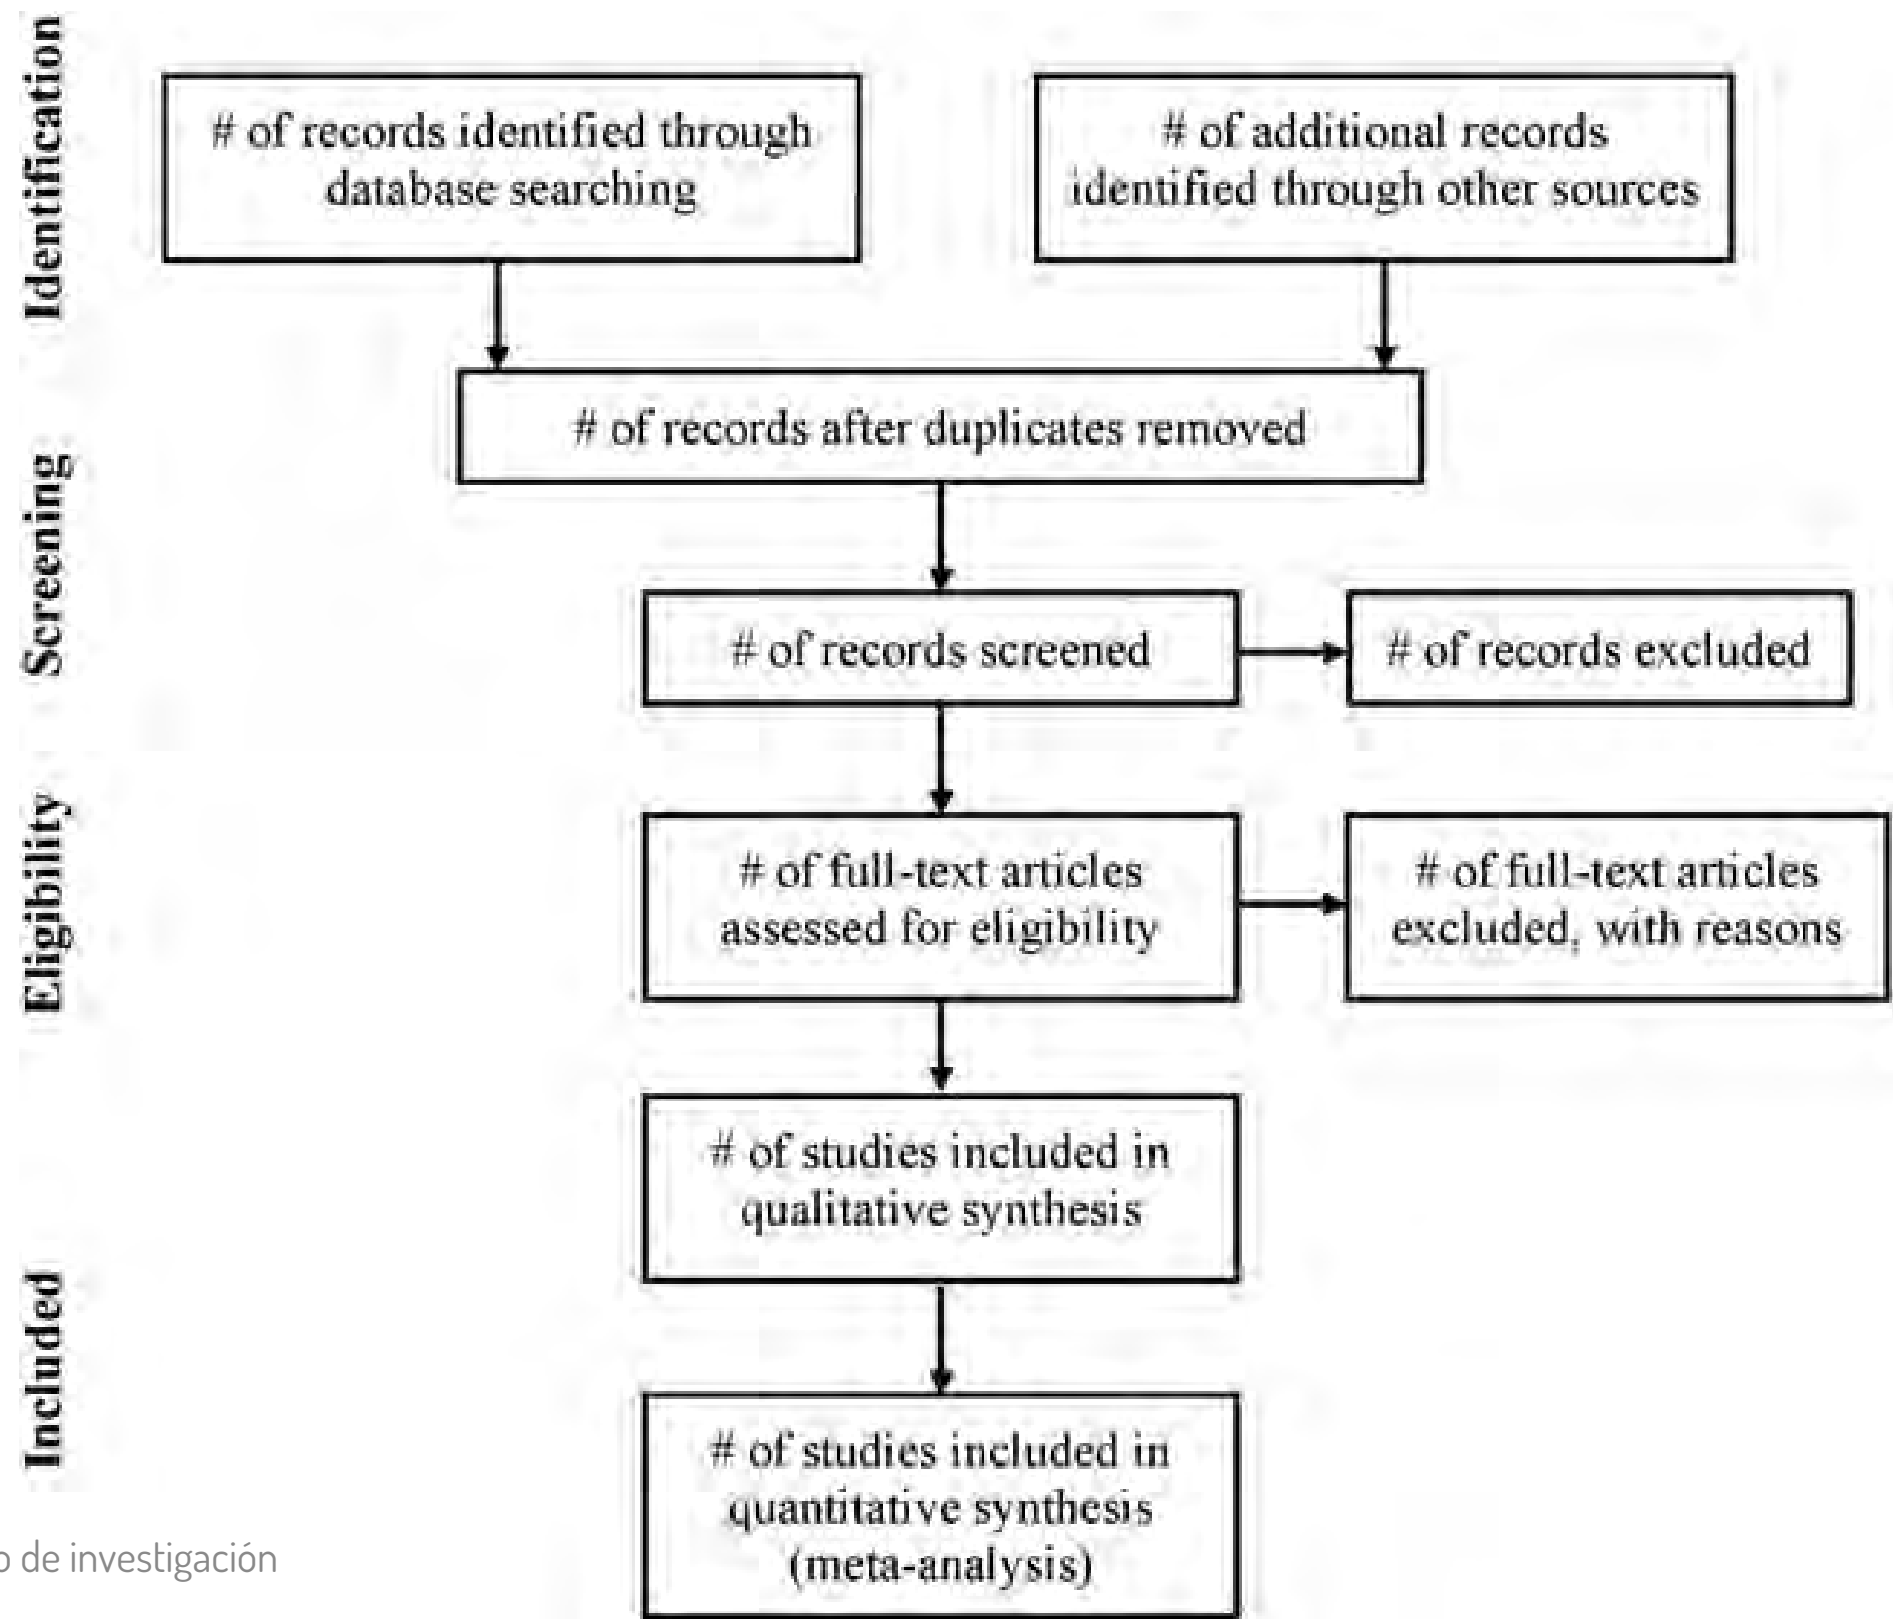 Identification
# of records identified through
database searching
# of additional records
identified through other sources
# of records after duplicates removed
Screening
# of records screened
# of records excluded
Eligibility
# of full-text articles
assessed for eligibility
# of full-text articles
excluded, with reasons
# of studies included in
qualitative synthesis
Included
# of studies included in
quantitative synthesis
(meta-analysis)
o de investigación